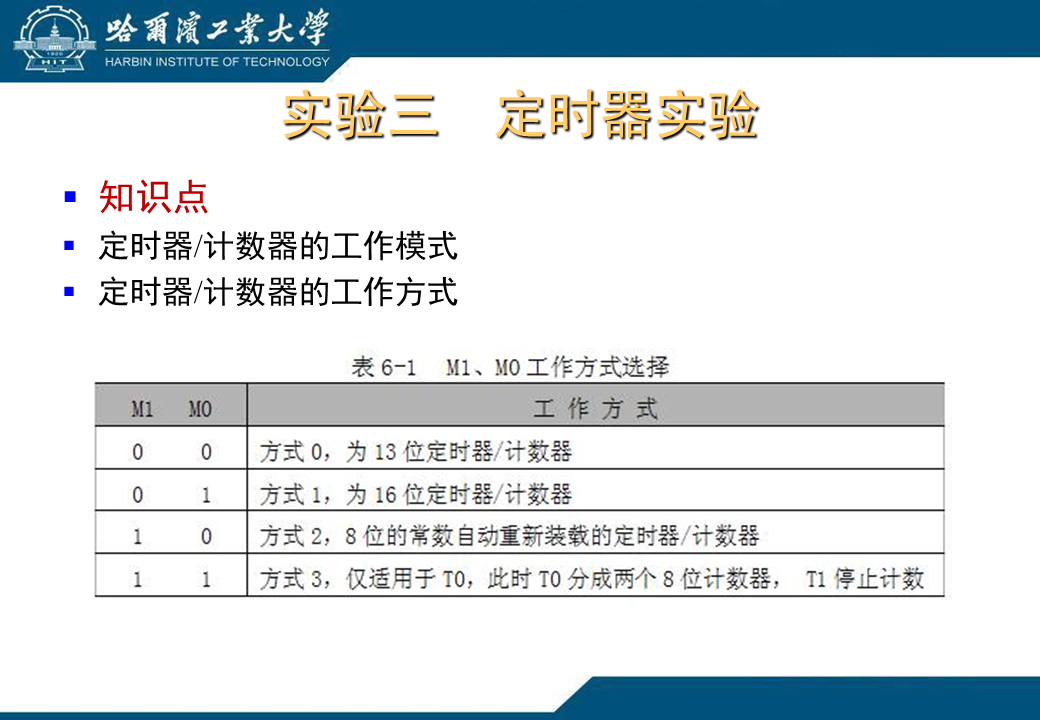 哈爾濱工業大學
HARBIN INSTITUTE OF TECHNOLOGY
HIT
实验三 定时器实验
知识点
定时器/计数器的工作模式
定时器/计数器的工作方式
表 6-1 M1、M0 工作方式选择
M1 M0 工 作 方 式
0 0 方式 0，为 13 位定时器/计数器
0 1 方式 1，为 16 位定时器/计数器
1 0 方式 2，8 位的常数自动重新装载的定时器/计数器
1 1 方式 3，仅适用于 T0，此时 T0 分成两个 8 位计数器， T1 停止计数